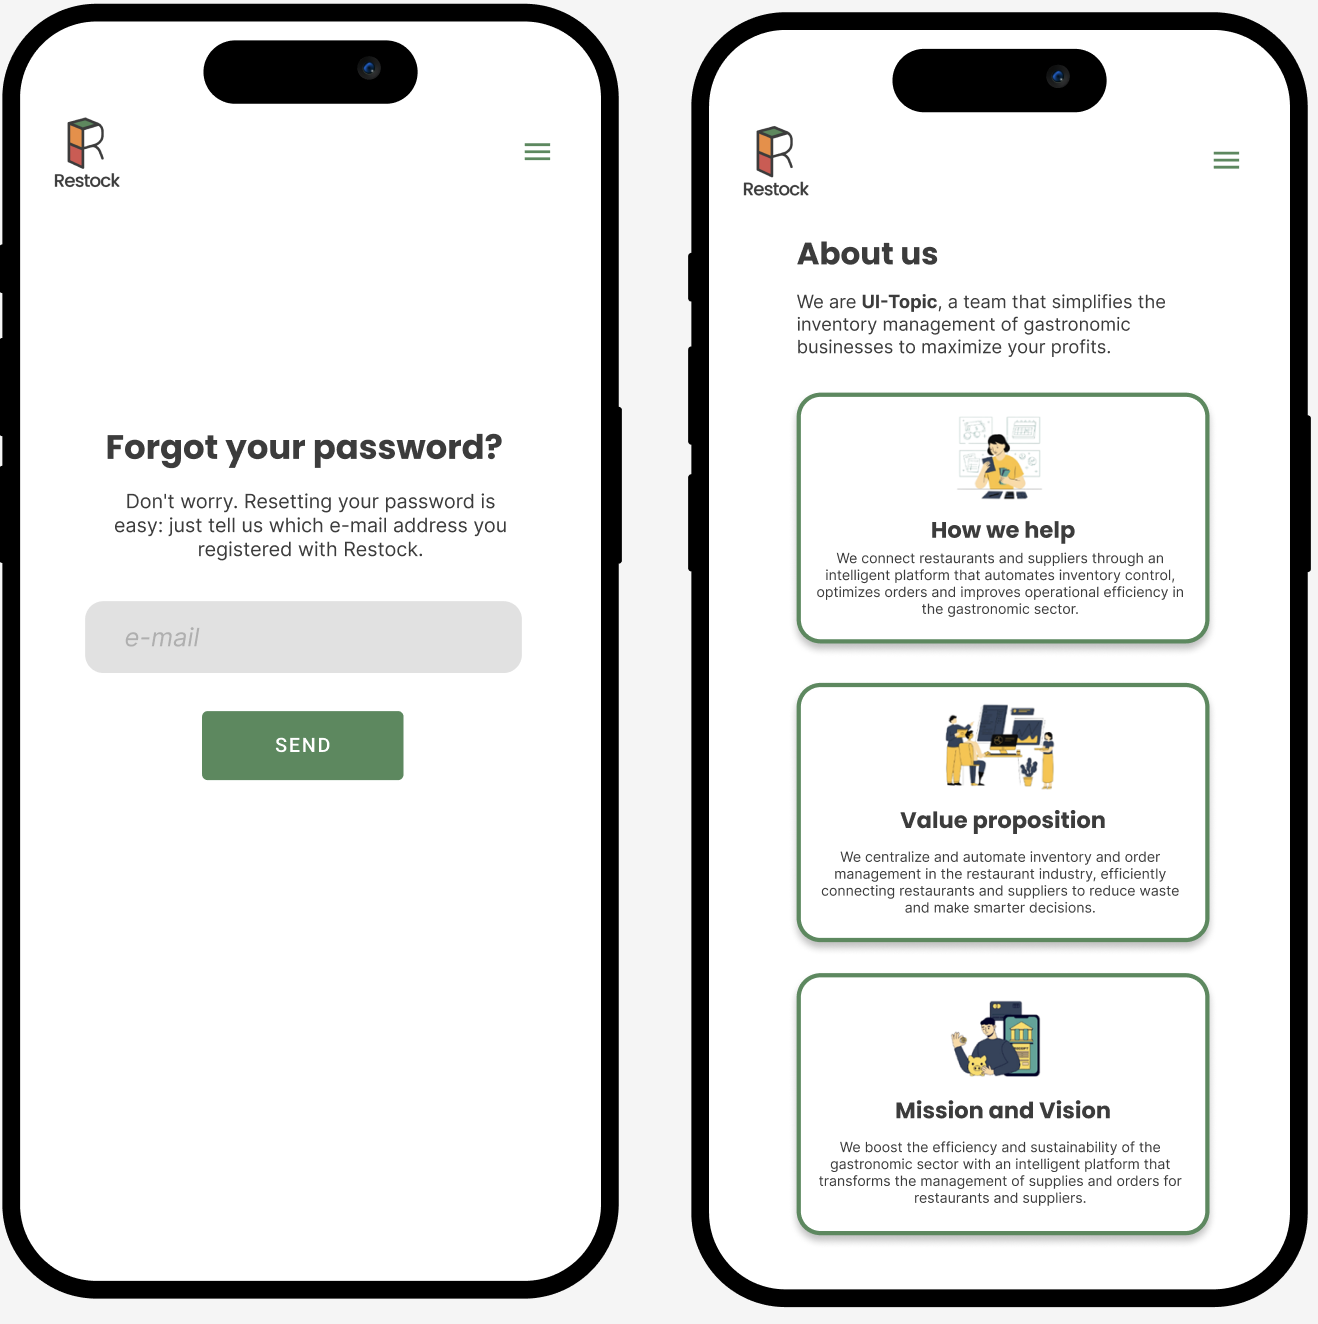 Restock
Forgot your password?
Don't worry. Resetting your password is
easy: just tell us which e-mail address you
registered with Restock.
e-mail
SEND
Restock
About us
We are UI-Topic, a team that simplifies the
inventory management of gastronomic
businesses to maximize your profits.
How we help
We connect restaurants and suppliers through an
intelligent platform that automates inventory control,
optimizes orders and improves operational efficiency in
the gastronomic sector.
Value proposition
We centralize and automate inventory and order
management in the restaurant industry, efficiently
connecting restaurants and suppliers to reduce waste
and make smarter decisions.
Mission and Vision
We boost the efficiency and sustainability of the
gastronomic sector with an intelligent platform that
transforms the management of supplies and orders for
restaurants and suppliers.